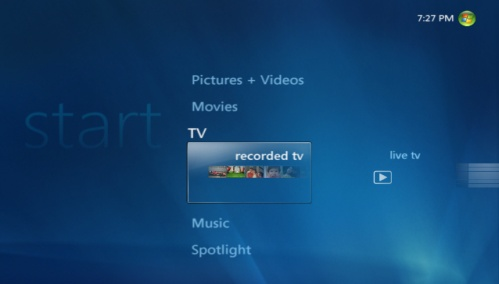 7:27 PM
start
Pictures + Videos
Movies
TV
recorded tv
live tv
Music
Spotlight